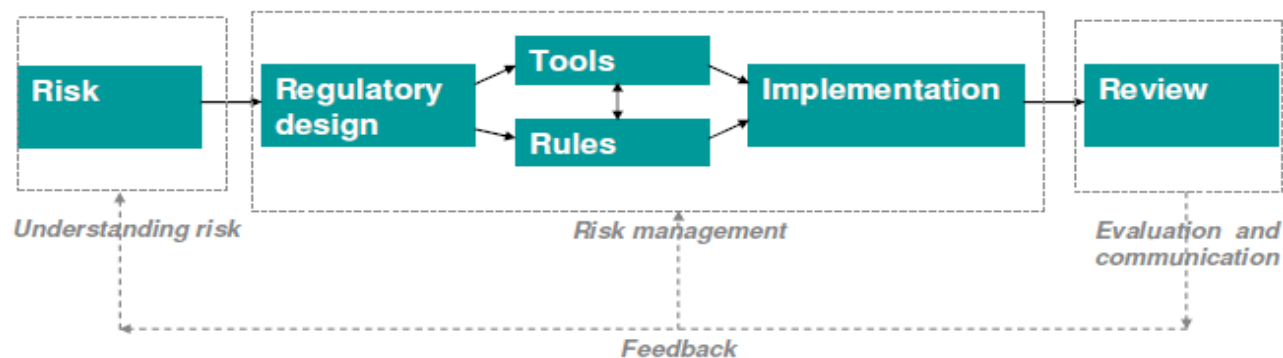 Risk
Regulatory
design
Tools
Rules
Implementation
Review
Understanding risk
Risk management
Evaluation and
communication
Feedback